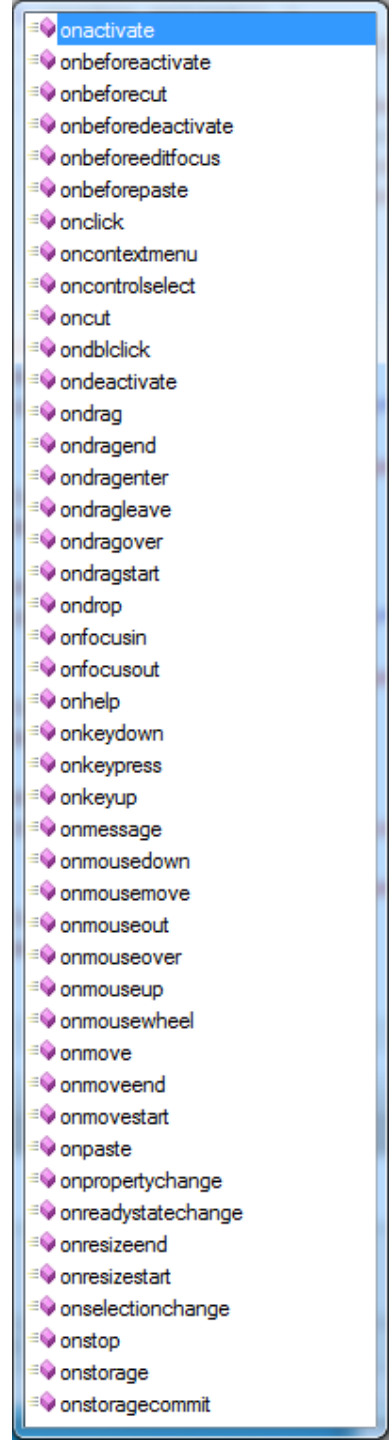 onactivate
onbeforeactivate
onbeforecut
onbeforedeactivate
onbeforeeditfocus
onbeforepaste
onclick
oncontextmenu
oncontrolselect
oncut
ondblclick
ondeactivate
ondrag
ondragend
ondragenter
ondragleave
ondragover
ondragstart
ondrop
onfocusin
onfocusout
onhelp
onkeydown
onkeypress
onkeyup
onmessage
onmousedown
onmousemove
onmouseout
onmouseover
onmouseup
onmousewheel
onmove
onmoveend
onmovestart
onpaste
onpropertychange
onreadystatechange
onresizeend
onresizestart
onselectionchange
onstop
onstorage
onstoragecommit